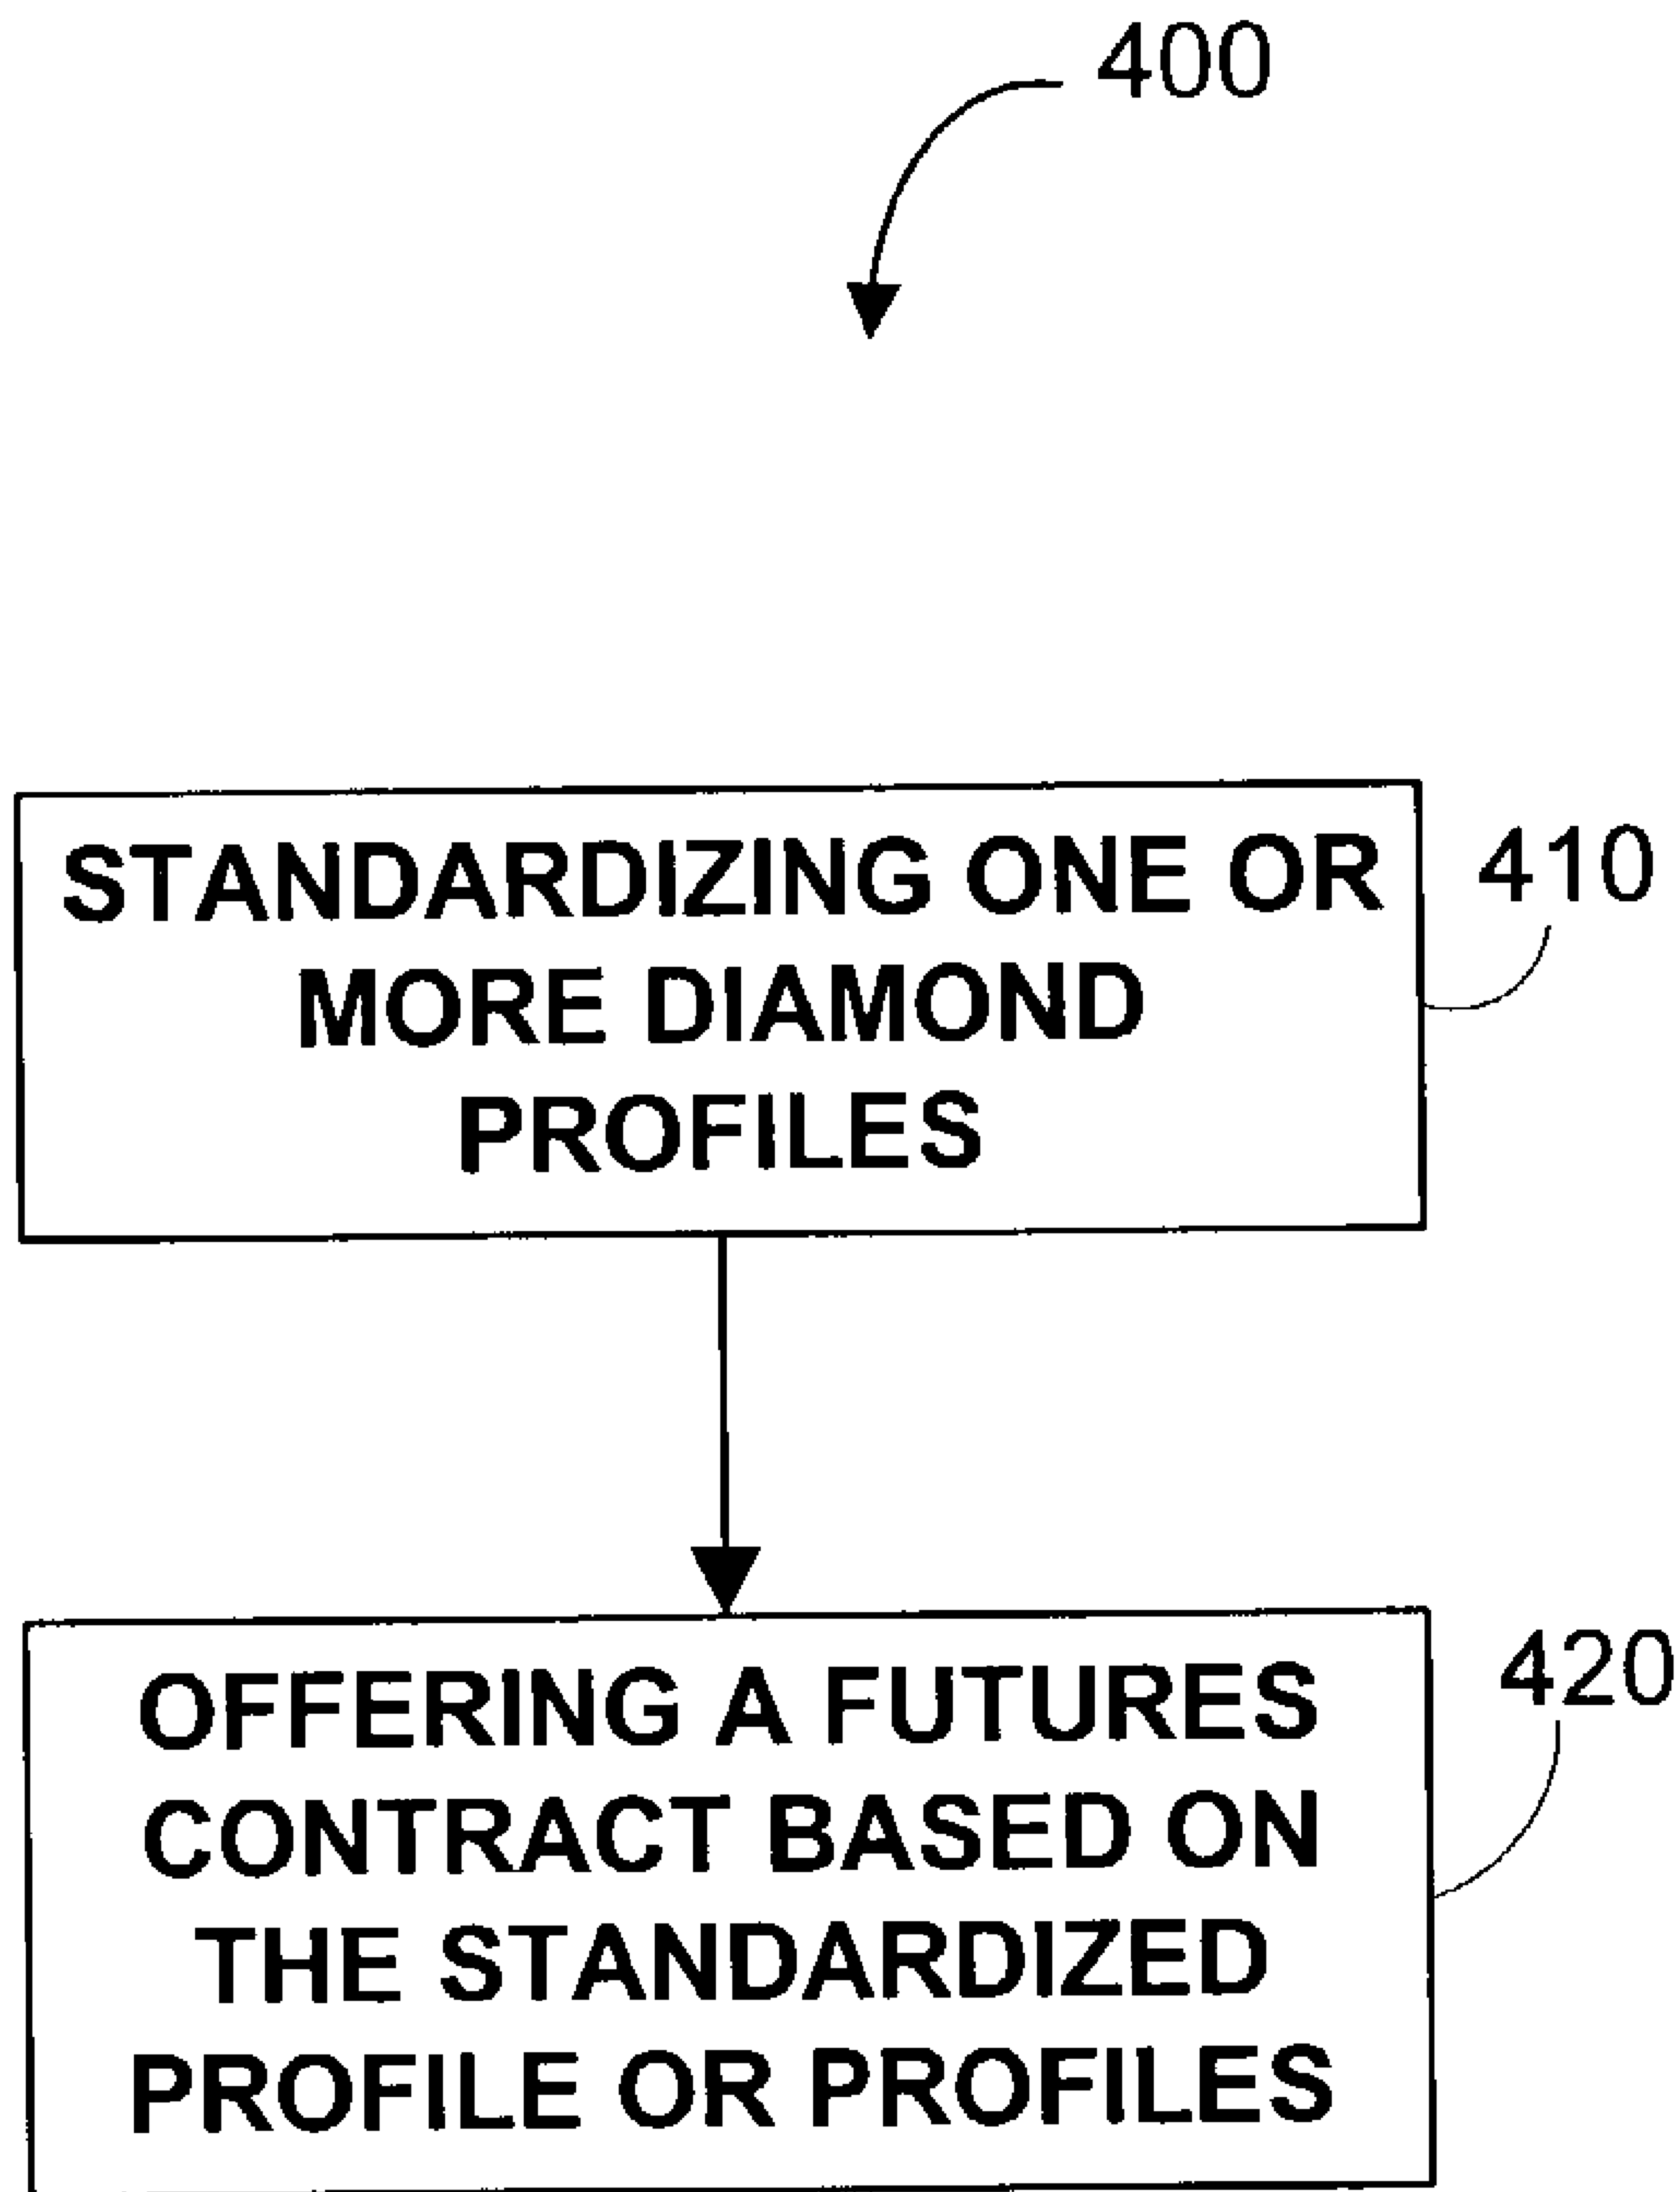 400
STANDARDIZING ONE OR
MORE DIAMOND
PROFILES
410
OFFERING A FUTURES
CONTRACT BASED ON
THE STANDARDIZED
PROFILE OR PROFILES
420